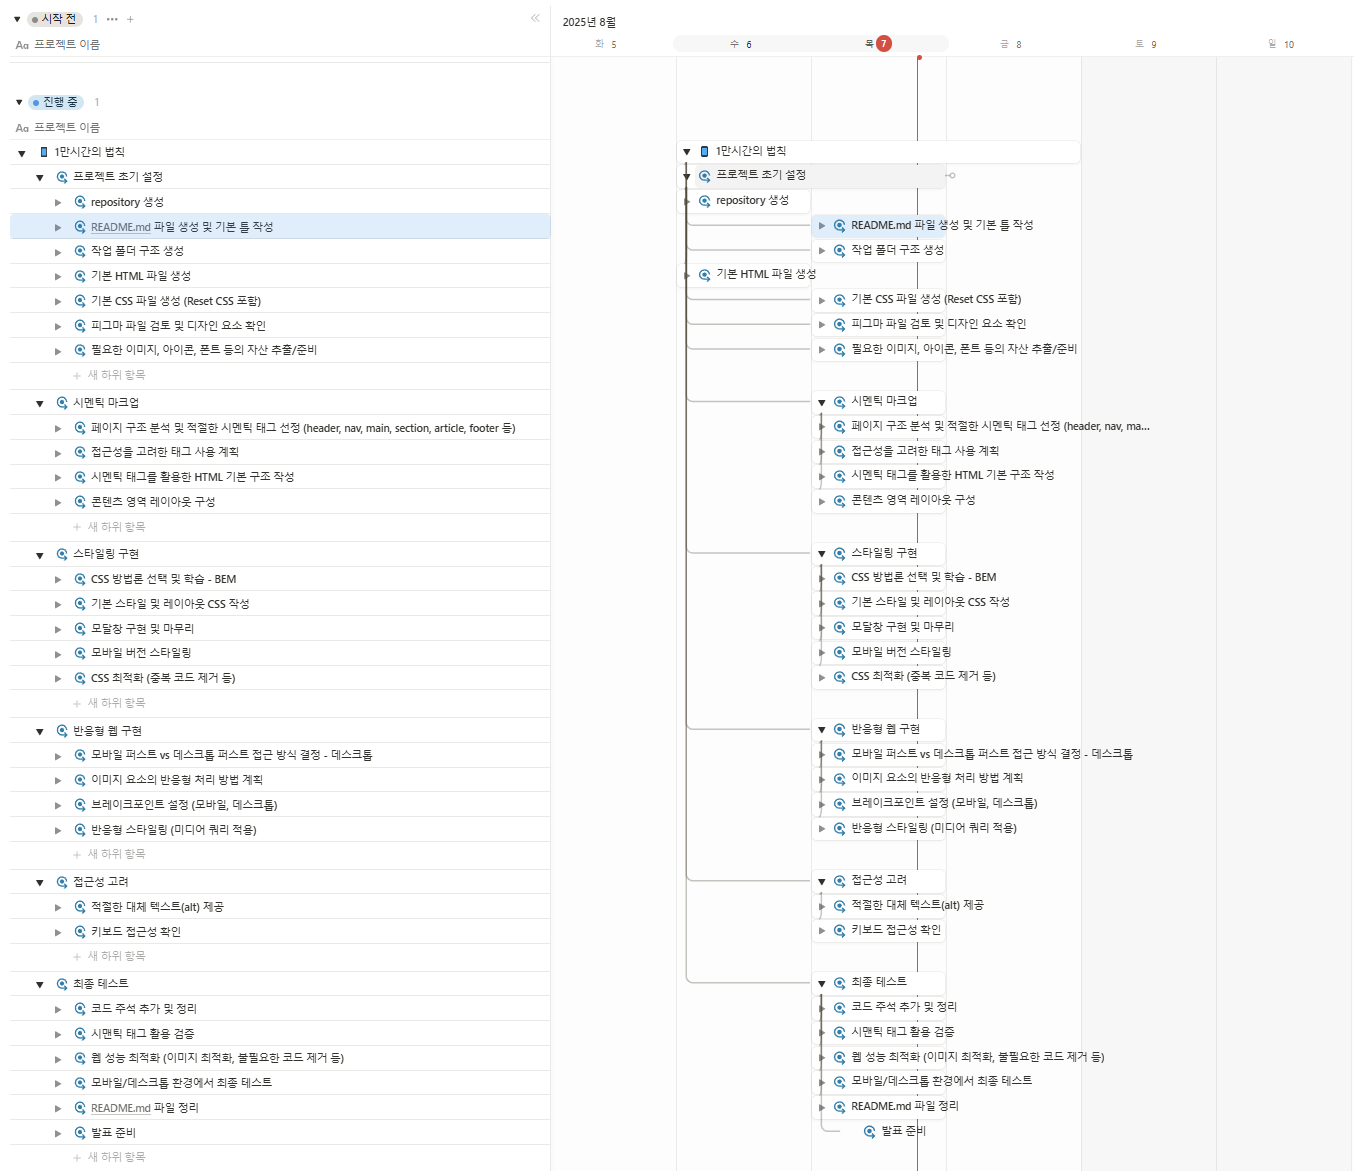 시작 전 1 ··· +
Aa 프로젝트 이름
진행 중 1
Aa 프로젝트 이름
1만시간의 법칙
프로젝트 초기 설정
repository 생성
README.md 파일 생성 및 기본 틀 작성
작업 폴더 구조 생성
기본 HTML 파일 생성
기본 CSS 파일 생성 (Reset CSS 포함)
피그마 파일 검토 및 디자인 요소 확인
필요한 이미지, 아이콘, 폰트 등의 자산 추출/준비
+ 새 하위 항목
시멘틱 마크업
페이지 구조 분석 및 적절한 시멘틱 태그 선정 (header, nav, main, section, article, footer 등)
접근성을 고려한 태그 사용 계획
시멘틱 태그를 활용한 HTML 기본 구조 작성
콘텐츠 영역 레이아웃 구성
+ 새 하위 항목
스타일링 구현
CSS 방법론 선택 및 학습 - BEM
기본 스타일 및 레이아웃 CSS 작성
모달창 구현 및 마무리
모바일 버전 스타일링
CSS 최적화 (중복 코드 제거 등)
+ 새 하위 항목
반응형 웹 구현
모바일 퍼스트 vs 데스크톱 퍼스트 접근 방식 결정 - 데스크톱
이미지 요소의 반응형 처리 방법 계획
브레이크포인트 설정 (모바일, 데스크톱)
반응형 스타일링 (미디어 쿼리 적용)
+ 새 하위 항목
접근성 고려
적절한 대체 텍스트(alt) 제공
키보드 접근성 확인
+ 새 하위 항목
최종 테스트
코드 주석 추가 및 정리
시맨틱 태그 활용 검증
웹 성능 최적화 (이미지 최적화, 불필요한 코드 제거 등)
모바일/데스크톱 환경에서 최종 테스트
README.md 파일 정리
발표 준비
+ 새 하위 항목
2025년 8월
화 5 수 6 목 7 금 8 토 9 일 10
1만시간의 법칙
프로젝트 초기 설정
repository 생성
README.md 파일 생성 및 기본 틀 작성
작업 폴더 구조 생성
기본 HTML 파일 생성
기본 CSS 파일 생성 (Reset CSS 포함)
피그마 파일 검토 및 디자인 요소 확인
필요한 이미지, 아이콘, 폰트 등의 자산 추출/준비
시멘틱 마크업
페이지 구조 분석 및 적절한 시멘틱 태그 선정 (header, nav, ma...
접근성을 고려한 태그 사용 계획
시멘틱 태그를 활용한 HTML 기본 구조 작성
콘텐츠 영역 레이아웃 구성
스타일링 구현
CSS 방법론 선택 및 학습 - BEM
기본 스타일 및 레이아웃 CSS 작성
모달창 구현 및 마무리
모바일 버전 스타일링
CSS 최적화 (중복 코드 제거 등)
반응형 웹 구현
모바일 퍼스트 vs 데스크톱 퍼스트 접근 방식 결정 - 데스크톱
이미지 요소의 반응형 처리 방법 계획
브레이크포인트 설정 (모바일, 데스크톱)
반응형 스타일링 (미디어 쿼리 적용)
접근성 고려
적절한 대체 텍스트(alt) 제공
키보드 접근성 확인
최종 테스트
코드 주석 추가 및 정리
시맨틱 태그 활용 검증
웹 성능 최적화 (이미지 최적화, 불필요한 코드 제거 등)
모바일/데스크톱 환경에서 최종 테스트
README.md 파일 정리
발표 준비